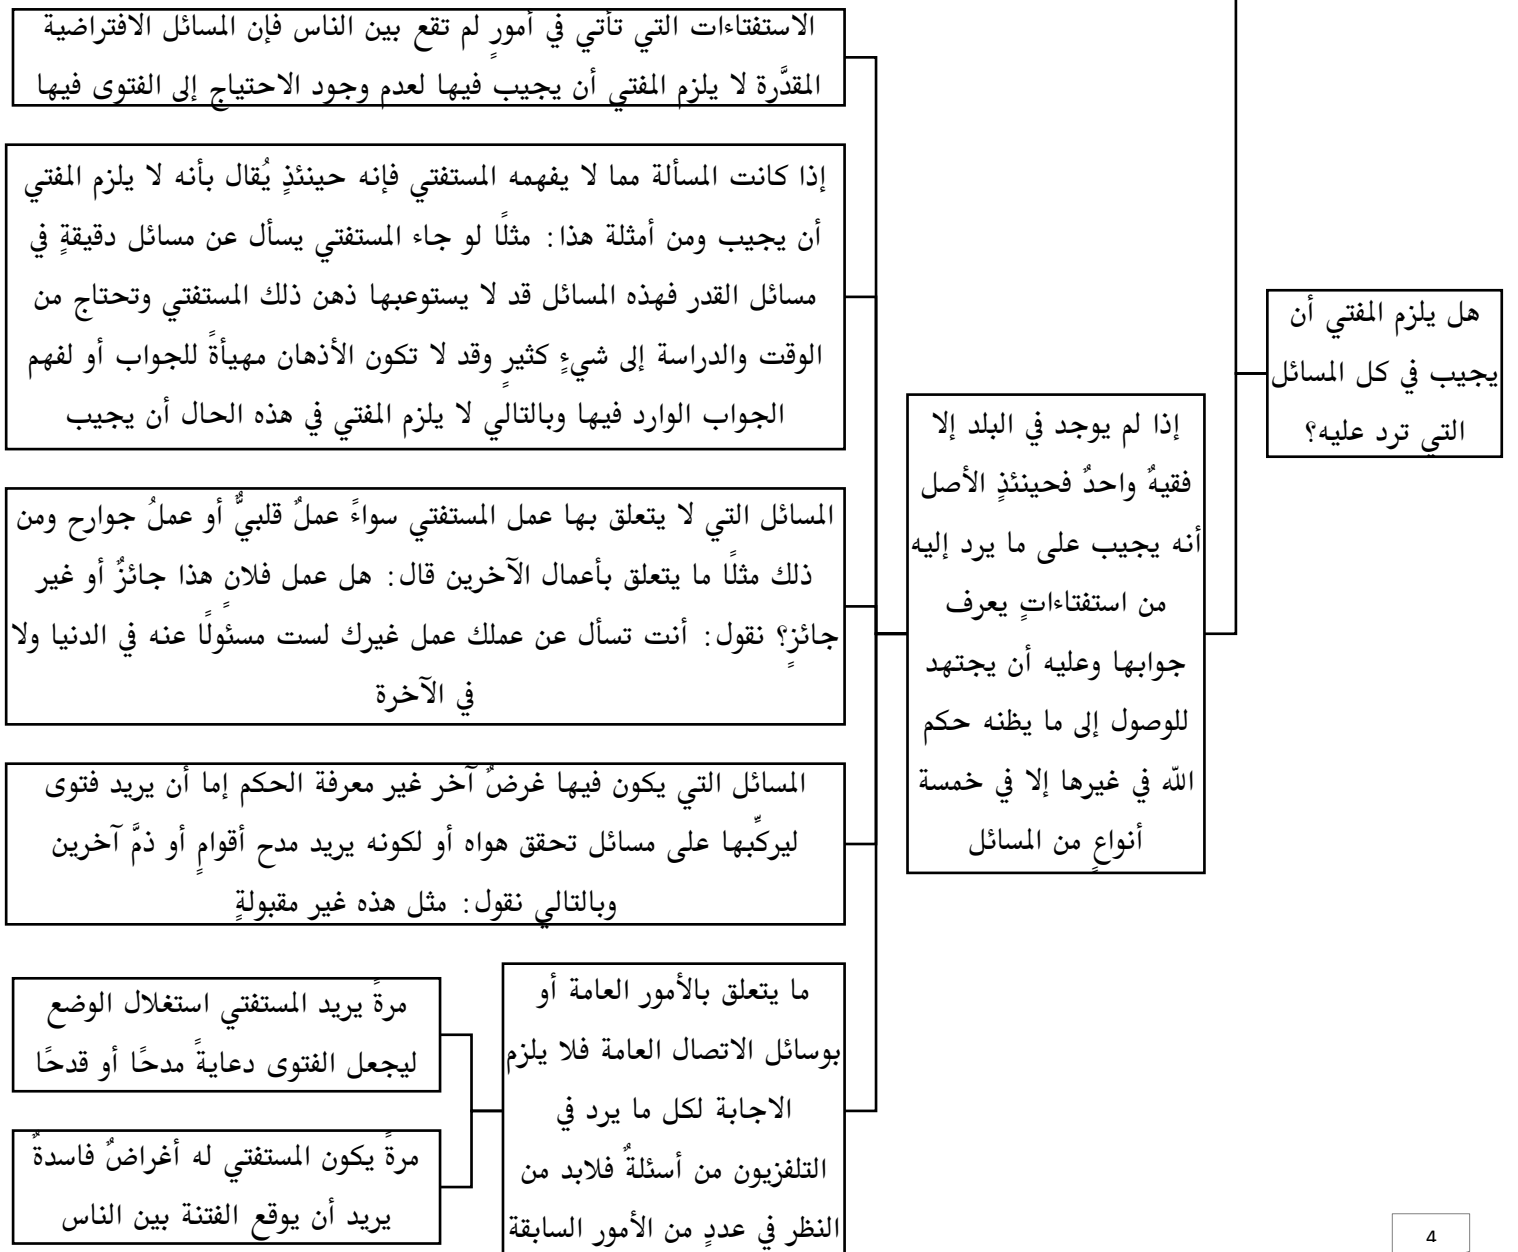 هل يلزم المفتي أن
يجيب في كل المسائل
التي ترد عليه؟
إذا لم يوجد في البلد إلا
فقيهٌ واحدٌ فحينئذٍ الأصل
أنه يجيب على ما يرد إليه
من استفتاءاتٍ يعرف
جوابها وعليه أن يجتهد
للوصول إلى ما يظنه حكم
الله في غيرها إلا في خمسة
أنواعٍ من المسائل
الاستفتاءات التي تأتي في أمورٍ لم تقع بين الناس فإن المسائل الافتراضية
المقدَّرة لا يلزم المفتي أن يجيب فيها لعدم وجود الاحتياج إلى الفتوى فيها
إذا كانت المسألة مما لا يفهمه المستفتي فإنه حينئذٍ يُقال بأنه لا يلزم المفتي
أن يجيب ومن أمثلة هذا: مثلًا لو جاء المستفتي يسأل عن مسائل دقيقةٍ في
مسائل القدر فهذه المسائل قد لا يستوعبها ذهن ذلك المستفتي وتحتاج من
الوقت والدراسة إلى شيءٍ كثيرٍ وقد لا تكون الأذهان مهيأةً للجواب أو لفهم
الجواب الوارد فيها وبالتالي لا يلزم المفتي في هذه الحال أن يجيب
المسائل التي لا يتعلق بها عمل المستفتي سواءً عملٌ قلبيٌّ أو عملُ جوارح ومن
ذلك مثلًا ما يتعلق بأعمال الآخرين قال: هل عمل فلانٍ هذا جائزٌ أو غير
جائزٍ؟ نقول: أنت تسأل عن عملك عمل غيرك لست مسئولًا عنه في الدنيا ولا
في الآخرة
المسائل التي يكون فيها غرضٌ آخر غير معرفة الحكم إما أن يريد فتوى
ليركِّبها على مسائل تحقق هواه أو لكونه يريد مدح أقوامٍ أو ذمَّ آخرين
وبالتالي نقول: مثل هذه غير مقبولةٍ
ما يتعلق بالأمور العامة أو
بوسائل الاتصال العامة فلا يلزم
الاجابة لكل ما يرد في
التلفزيون من أسئلةٌ فلابد من
النظر في عددٍ من الأمور السابقة
مرةً يريد المستفتي استغلال الوضع
ليجعل الفتوى دعايةً مدحًا أو قدحًا
مرةً يكون المستفتي له أغراضٌ فاسدةٌ
يريد أن يوقع الفتنة بين الناس
4